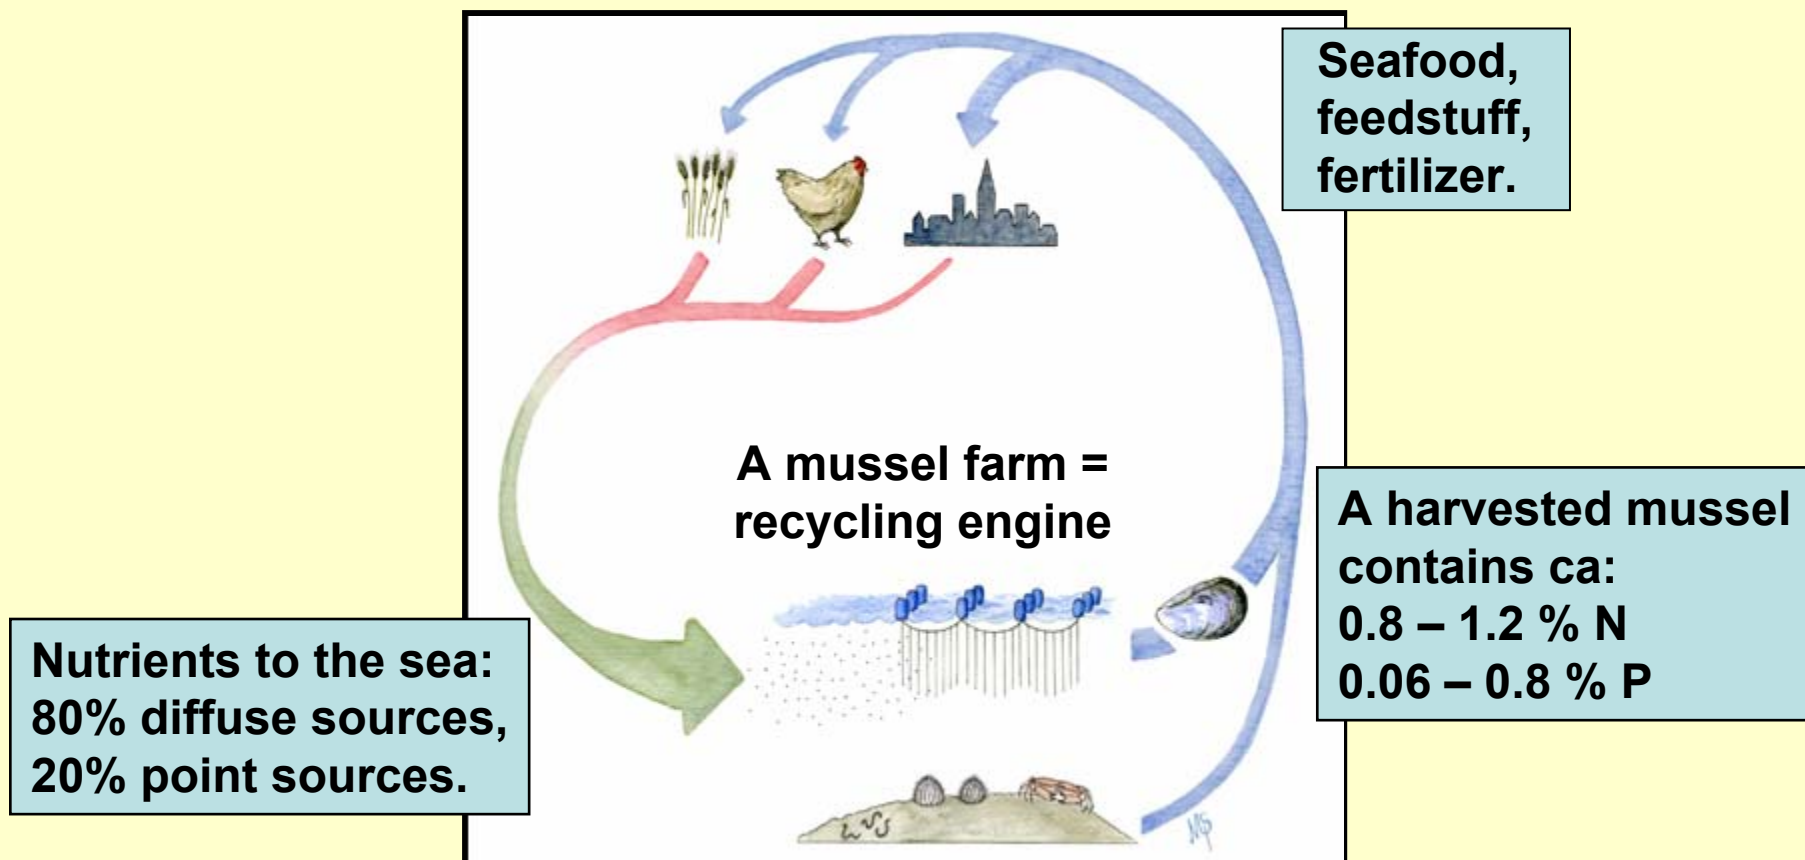 Seafood,
feedstuff,
fertilizer.
A mussel farm =
recycling engine
A harvested mussel
contains ca:
0.8 – 1.2 % N
0.06 – 0.8 % P
Nutrients to the sea:
80% diffuse sources,
20% point sources.